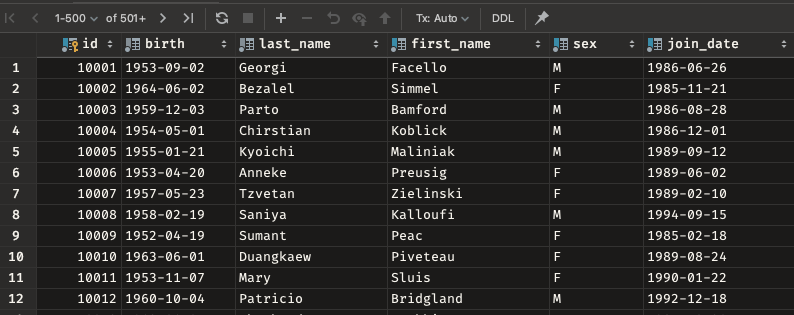 1-500 of 501+ Tx: Auto DDL
id birth last_name first_name sex join_date
1 10001 1953-09-02 Georgi Facello M 1986-06-26
2 10002 1964-06-02 Bezalel Simmel F 1985-11-21
3 10003 1959-12-03 Parto Bamford M 1986-08-28
4 10004 1954-05-01 Chirstian Koblick M 1986-12-01
5 10005 1955-01-21 Kyoichi Maliniak M 1989-09-12
6 10006 1953-04-20 Anneke Preusig F 1989-06-02
7 10007 1957-05-23 Tzvetan Zielinski F 1989-02-10
8 10008 1958-02-19 Saniya Kalloufi M 1994-09-15
9 10009 1952-04-19 Sumant Peac F 1985-02-18
10 10010 1963-06-01 Duangkaew Piveteau F 1989-08-24
11 10011 1953-11-07 Mary Sluis F 1990-01-22
12 10012 1960-10-04 Patricio Bridgland M 1992-12-18